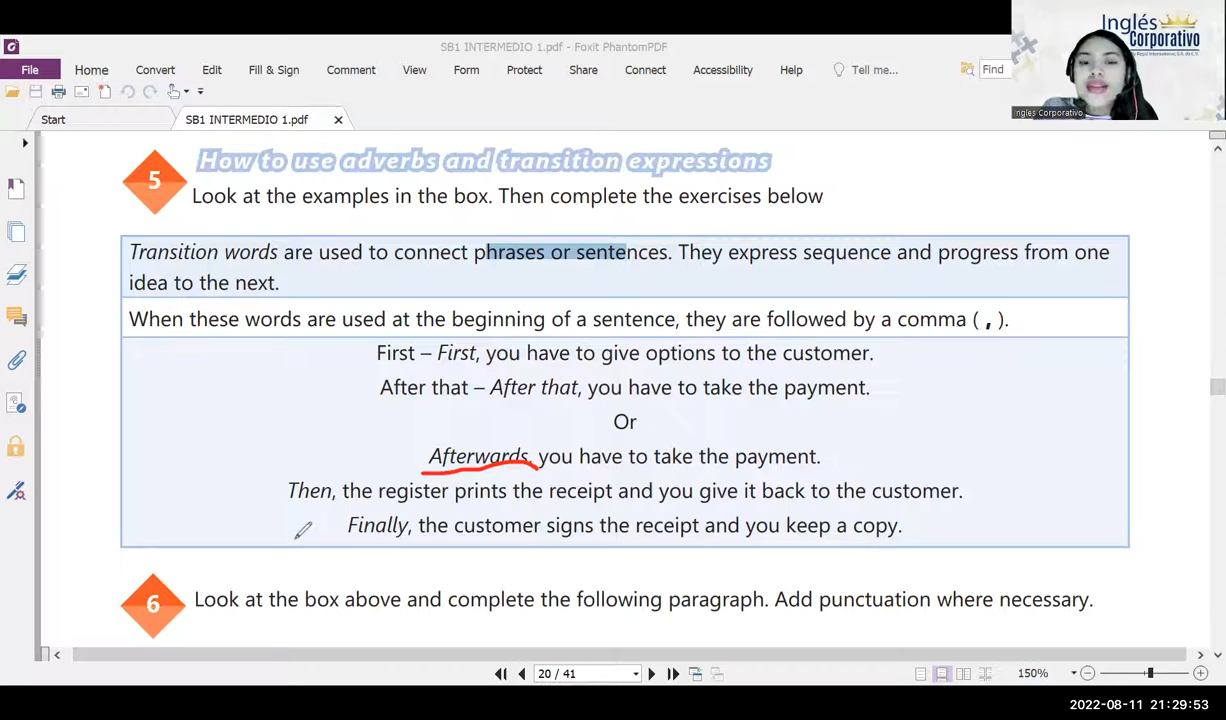 SB1 INTERMEDIO 1.pdf - Foxit PhantomPDF
Inglés
Corporativo
File Home Convert Edit Fill & Sign Comment View Form Protect Share Connect Accessibility Help Tell me... Find
Inglés Corporativo
Start SB1 INTERMEDIO 1.pdf
5 How to use adverbs and transition expressions
Look at the examples in the box. Then complete the exercises below
Transition words are used to connect phrases or sentences. They express sequence and progress from one
idea to the next.
When these words are used at the beginning of a sentence, they are followed by a comma ( , ).
First – First, you have to give options to the customer.
After that – After that, you have to take the payment.
Or
Afterwards, you have to take the payment.
Then, the register prints the receipt and you give it back to the customer.
Finally, the customer signs the receipt and you keep a copy.
6 Look at the box above and complete the following paragraph. Add punctuation where necessary.
20 / 41 150%
2022-08-11 21:29:53